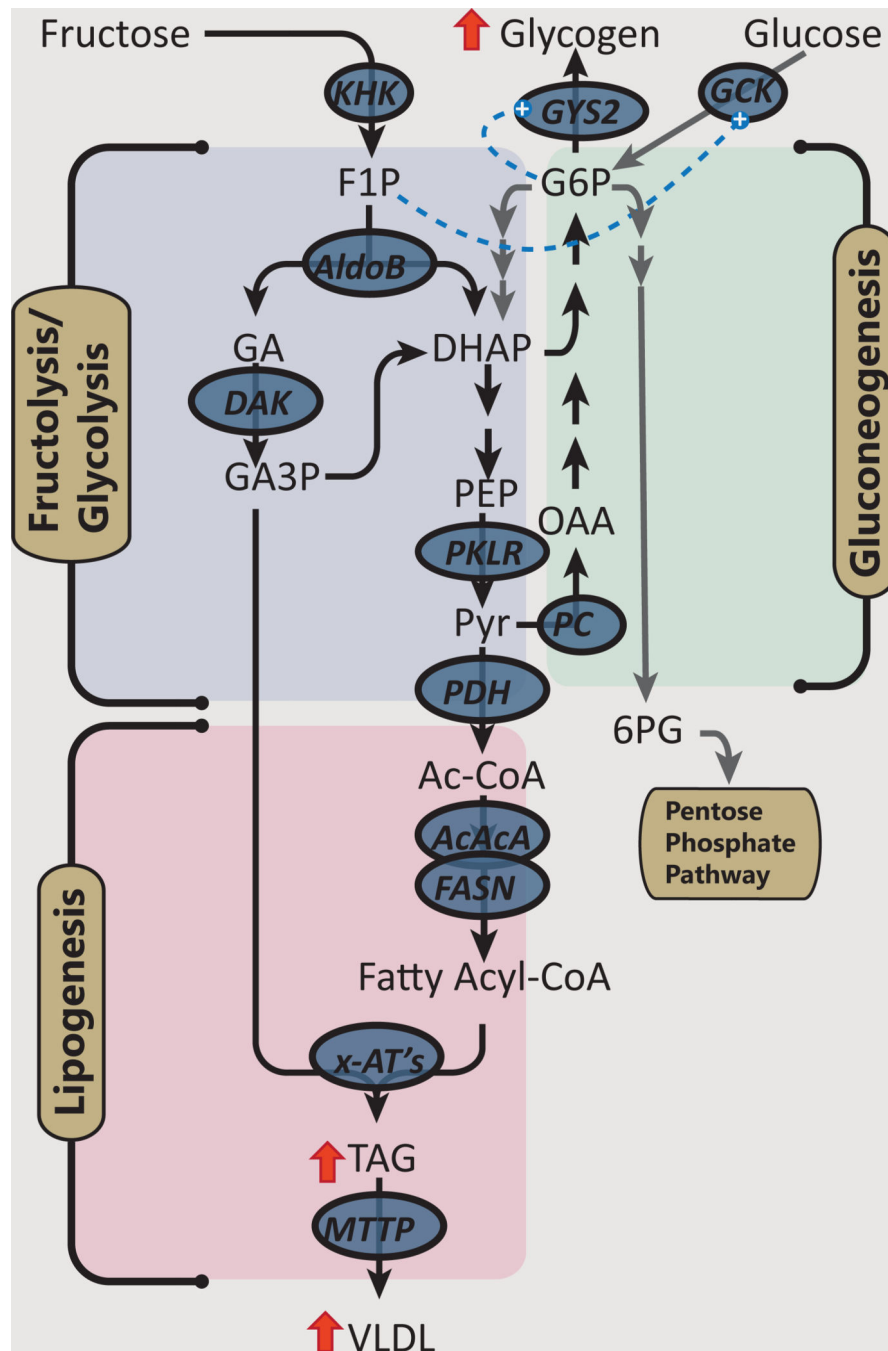 Fructose
Glycogen
Glucose
KHK
+
GYS2
GCK
+
F1P
G6P
AldoB
GA
DHAP
DAK
GA3P
PEP
OAA
PKLR
Pyr
PC
PDH
Fructolysis/
Glycolysis
Gluconeogenesis
6PG
Ac-CoA
Pentose
Phosphate
Pathway
AcAcA
FASN
Fatty Acyl-CoA
Lipogenesis
x-AT's
TAG
MTTP
VLDL